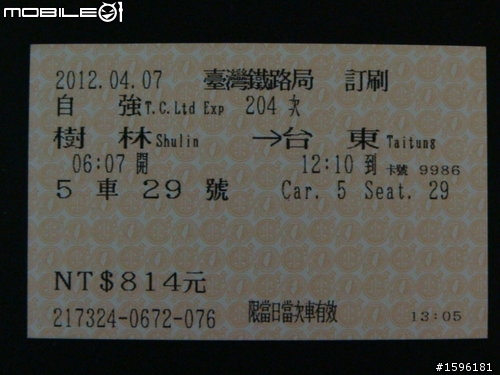 MOBILE01
2012.04.07 臺灣鐵路局 訂刷
自 強 T.C.Ltd Exp 204 次
樹 林 Shulin →台 東 Taitung
06:07 開 12:10 到 卡號 9986
5 車 29 號 Car. 5 Seat. 29
NT$814元
217324-0672-076 限當日當次車有效 13:05
#1596181